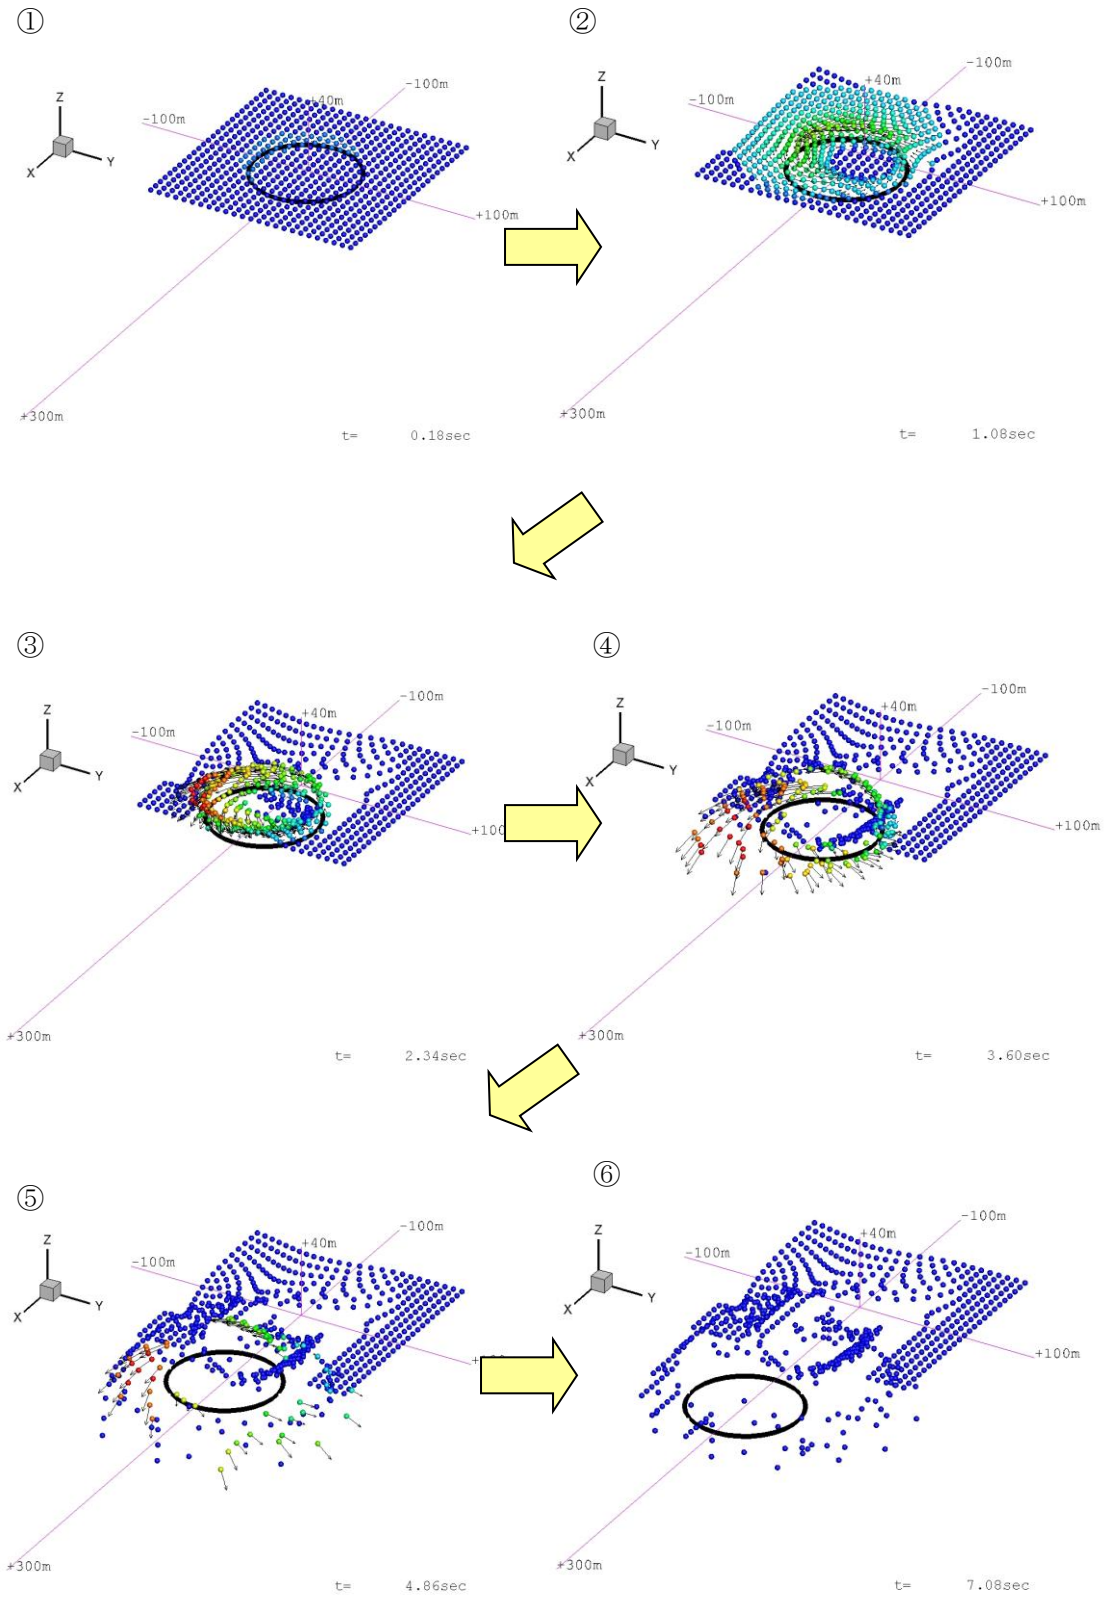 ①
Z
X
Y
-100m
+40m
-100m
+100m
+300m
t= 0.18sec
②
Z
X
Y
-100m
+40m
-100m
+100m
+300m
t= 1.08sec
③
Z
X
Y
-100m
+40m
-100m
+100
+300m
t= 2.34sec
④
Z
X
Y
-100m
+40m
-100m
+100m
+300m
t= 3.60sec
⑤
Z
X
Y
-100m
+40m
-100m
+300m
t= 4.86sec
⑥
Z
X
Y
-100m
+40m
-100m
+100m
+300m
t= 7.08sec